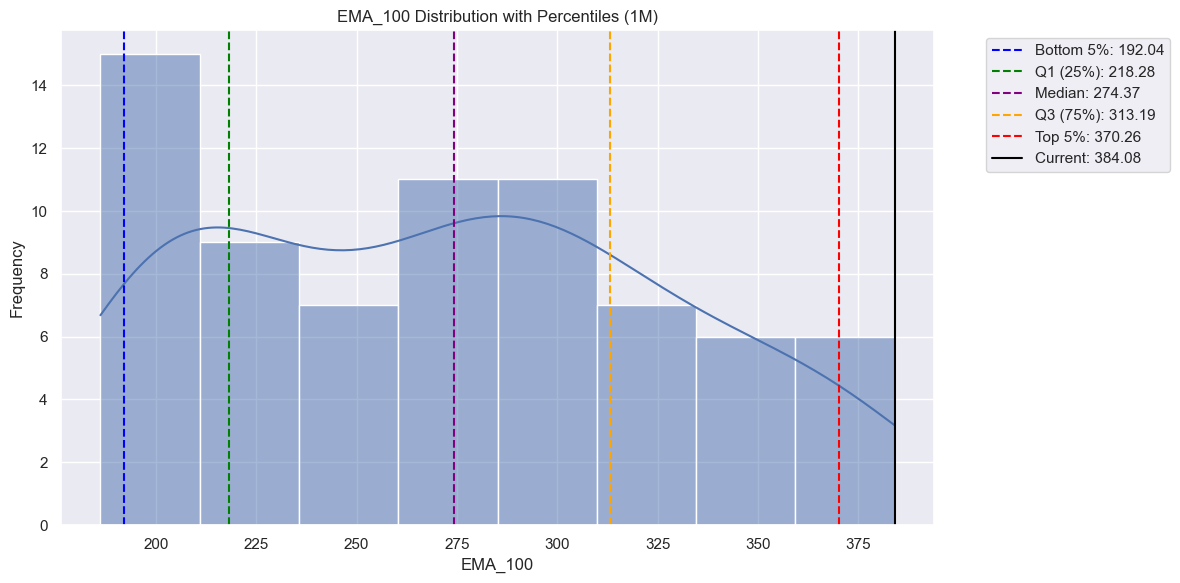 EMA_100 Distribution with Percentiles (1M)
Bottom 5%: 192.04
Q1 (25%): 218.28
Median: 274.37
Q3 (75%): 313.19
Top 5%: 370.26
Current: 384.08
Frequency
14
12
10
8
6
4
2
0
200 225 250 275 300 325 350 375
EMA_100